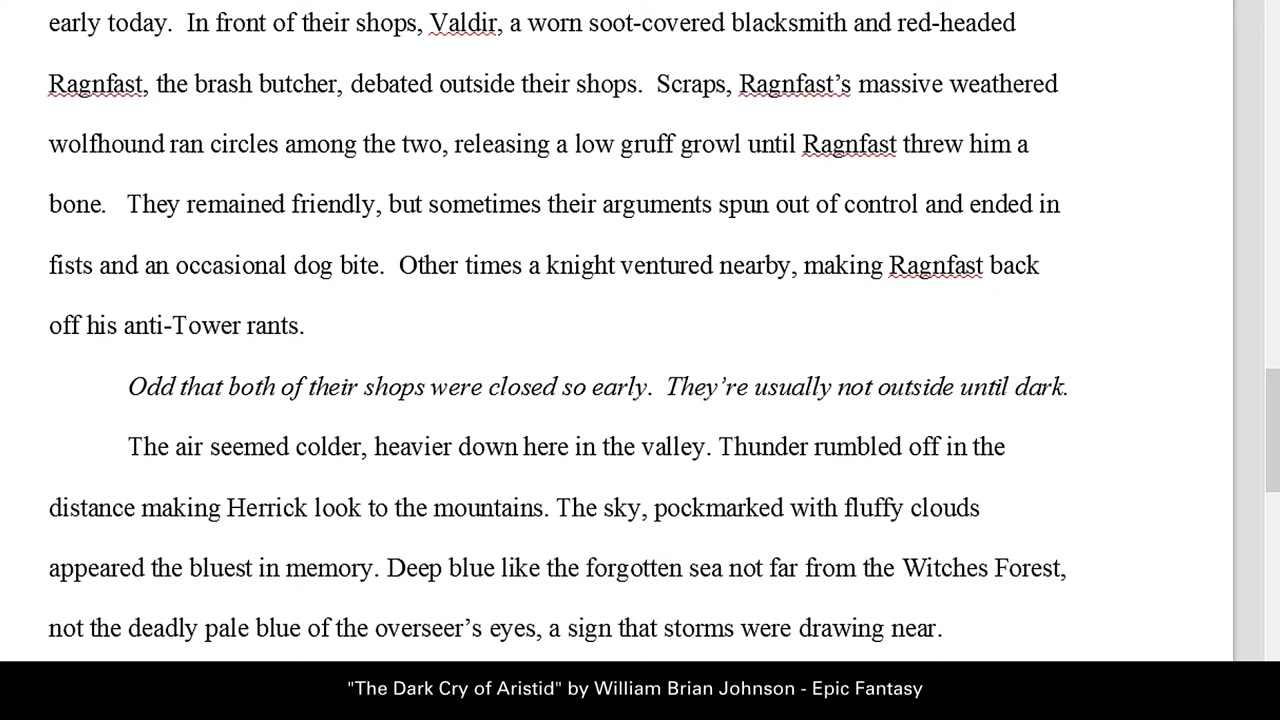 early today.  In front of their shops, Valdir, a worn soot-covered blacksmith and red-headed
Ragnfast, the brash butcher, debated outside their shops.  Scraps, Ragnfast’s massive weathered
wolfhound ran circles among the two, releasing a low gruff growl until Ragnfast threw him a
bone.   They remained friendly, but sometimes their arguments spun out of control and ended in
fists and an occasional dog bite.  Other times a knight ventured nearby, making Ragnfast back
off his anti-Tower rants.
Odd that both of their shops were closed so early.  They’re usually not outside until dark.
The air seemed colder, heavier down here in the valley. Thunder rumbled off in the
distance making Herrick look to the mountains. The sky, pockmarked with fluffy clouds
appeared the bluest in memory. Deep blue like the forgotten sea not far from the Witches Forest,
not the deadly pale blue of the overseer’s eyes, a sign that storms were drawing near.
"The Dark Cry of Aristid" by William Brian Johnson - Epic Fantasy